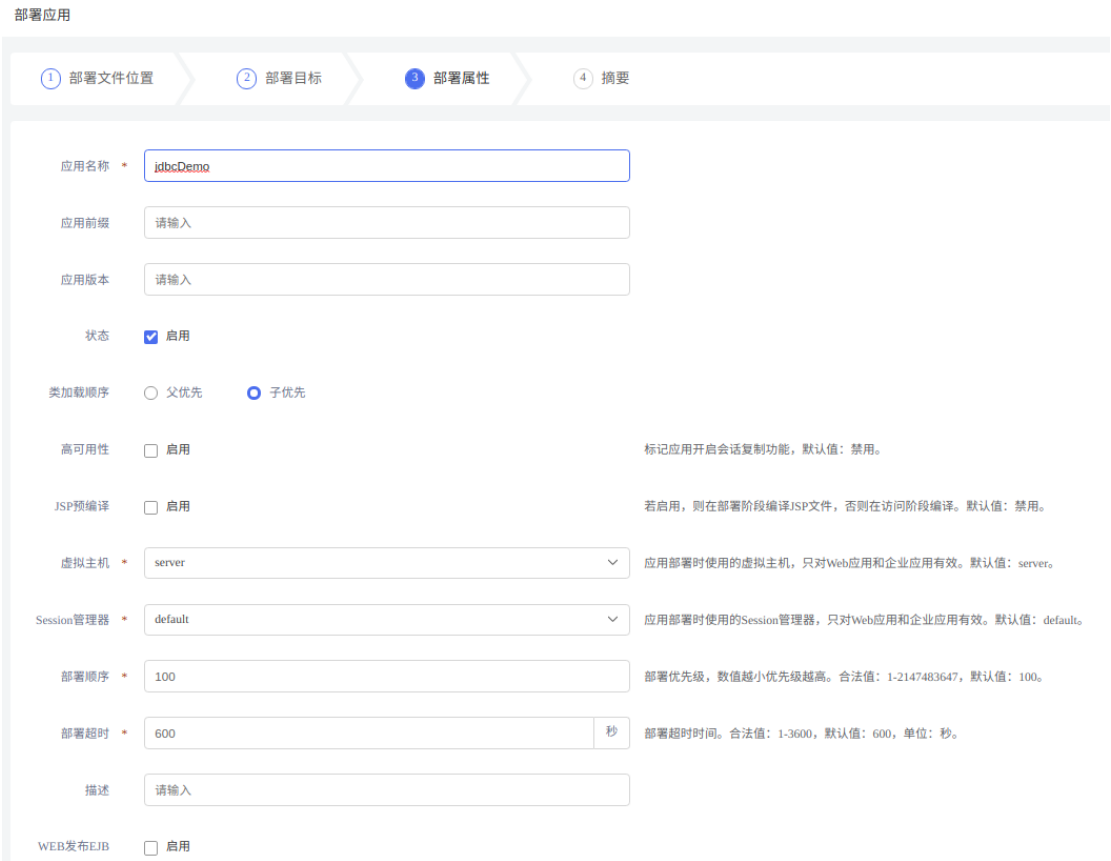 部署应用
1 部署文件位置 2 部署目标 3 部署属性 4 摘要
应用名称 * jdbcDemo
应用前缀 请输入
应用版本 请输入
状态 启用
类加载顺序 父优先 子优先
高可用性 启用 标记应用开启会话复制功能，默认值：禁用。
JSP预编译 启用 若启用，则在部署阶段编译JSP文件，否则在访问阶段编译。默认值：禁用。
虚拟主机 * server 应用部署时使用的虚拟主机，只对Web应用和企业应用有效。默认值：server。
Session管理器 * default 应用部署时使用的Session管理器，只对Web应用和企业应用有效。默认值：default。
部署顺序 * 100 部署优先级，数值越小优先级越高。合法值：1-2147483647，默认值：100。
部署超时 * 600 秒 部署超时时间。合法值：1-3600，默认值：600，单位：秒。
描述 请输入
WEB发布EJB 启用